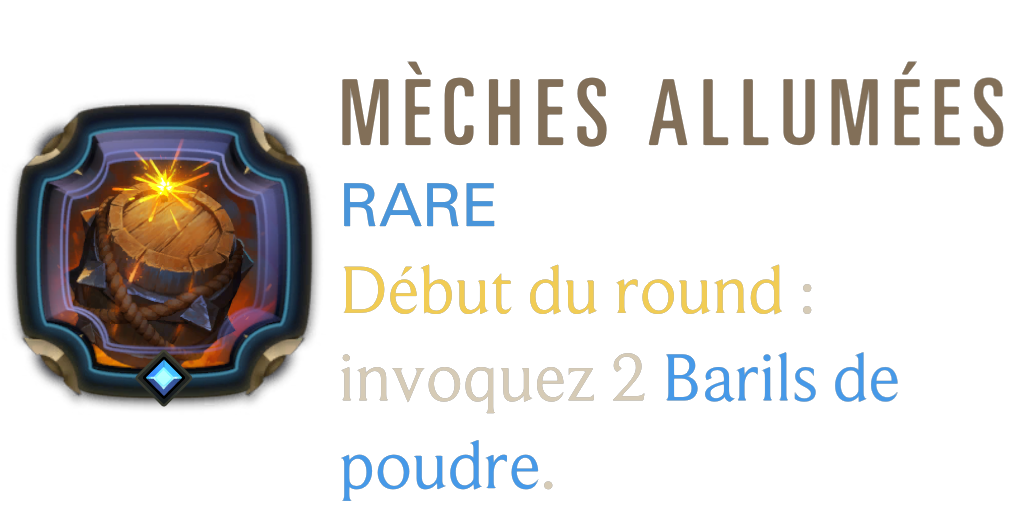 MÈCHES ALLUMÉES
RARE
Début du round :
invoquez 2 Barils de
poudre.